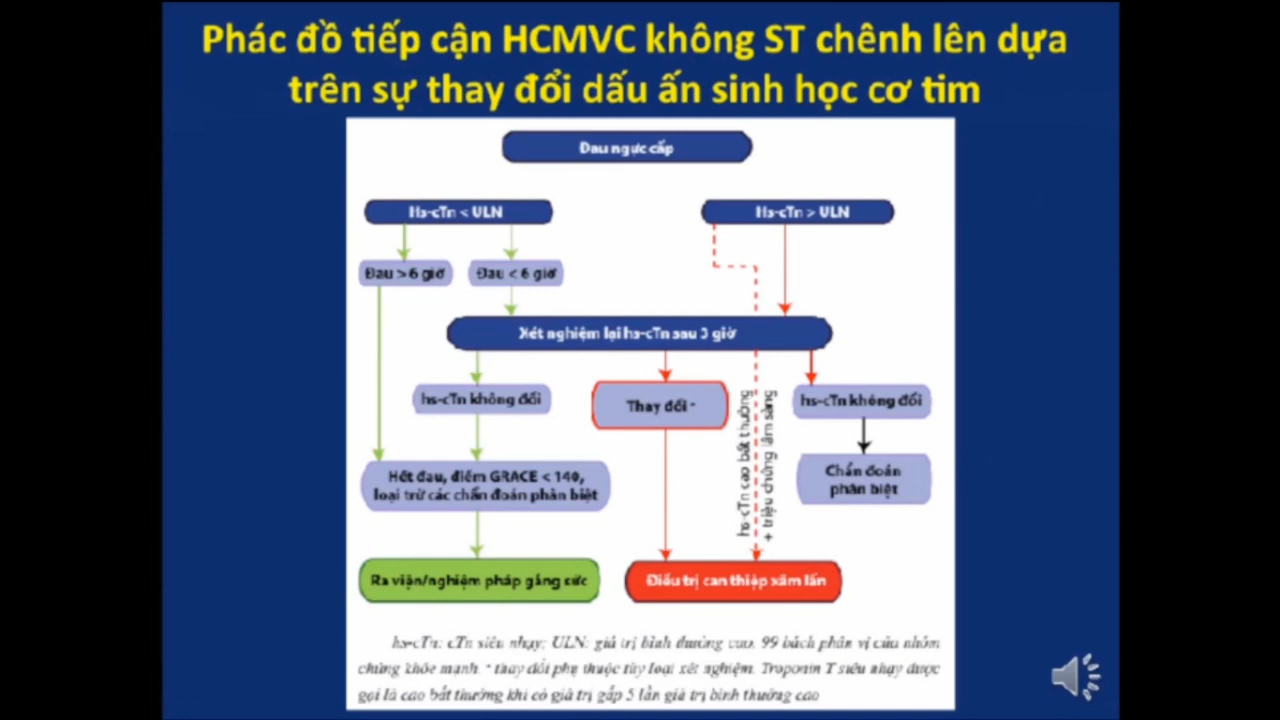 Phác đồ tiếp cận HCMVC không ST chênh lên dựa
trên sự thay đổi dấu ấn sinh học cơ tim
Đau ngực cấp
Hs-cTn < ULN
Hs-cTn > ULN
Đau > 6 giờ
Đau < 6 giờ
Xét nghiệm lại hs-cTn sau 3 giờ
hs-cTn không đổi
Thay đổi *
hs-cTn cao bất thường
+ triệu chứng lâm sàng
hs-cTn không đổi
Hết đau, điểm GRACE < 140,
loại trừ các chẩn đoán phân biệt
Chẩn đoán
phân biệt
Ra viện/nghiệm pháp gắng sức
Điều trị can thiệp xâm lấn
hs-cTn: cTn siêu nhạy; ULN: giá trị bình thường cao, 99 bách phân vị của nhóm
chứng khỏe mạnh. * thay đổi phụ thuộc tùy loại xét nghiệm. Troponin T siêu nhạy được
gọi là cao bất thường khi có giá trị gấp 5 lần giá trị bình thường cao